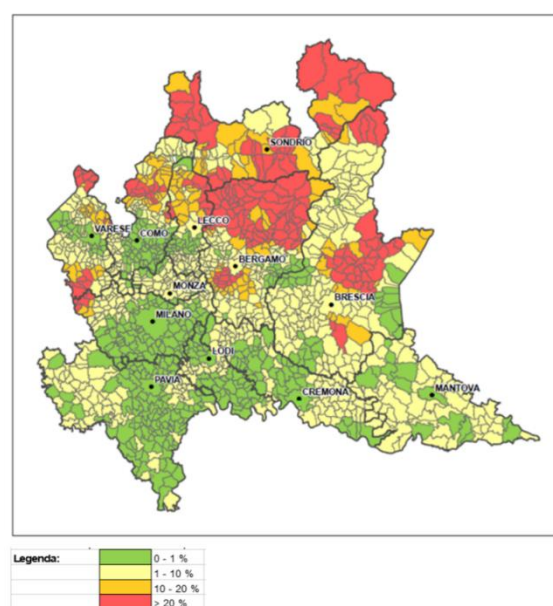 SONDRIO
LECCO
VARESE
COMO
BERGAMO
MONZA
BRESCIA
MILANO
LODI
PAVIA
CREMONA
MANTOVA
Legenda:
0 - 1 %
1 - 10 %
10 - 20 %
> 20 %